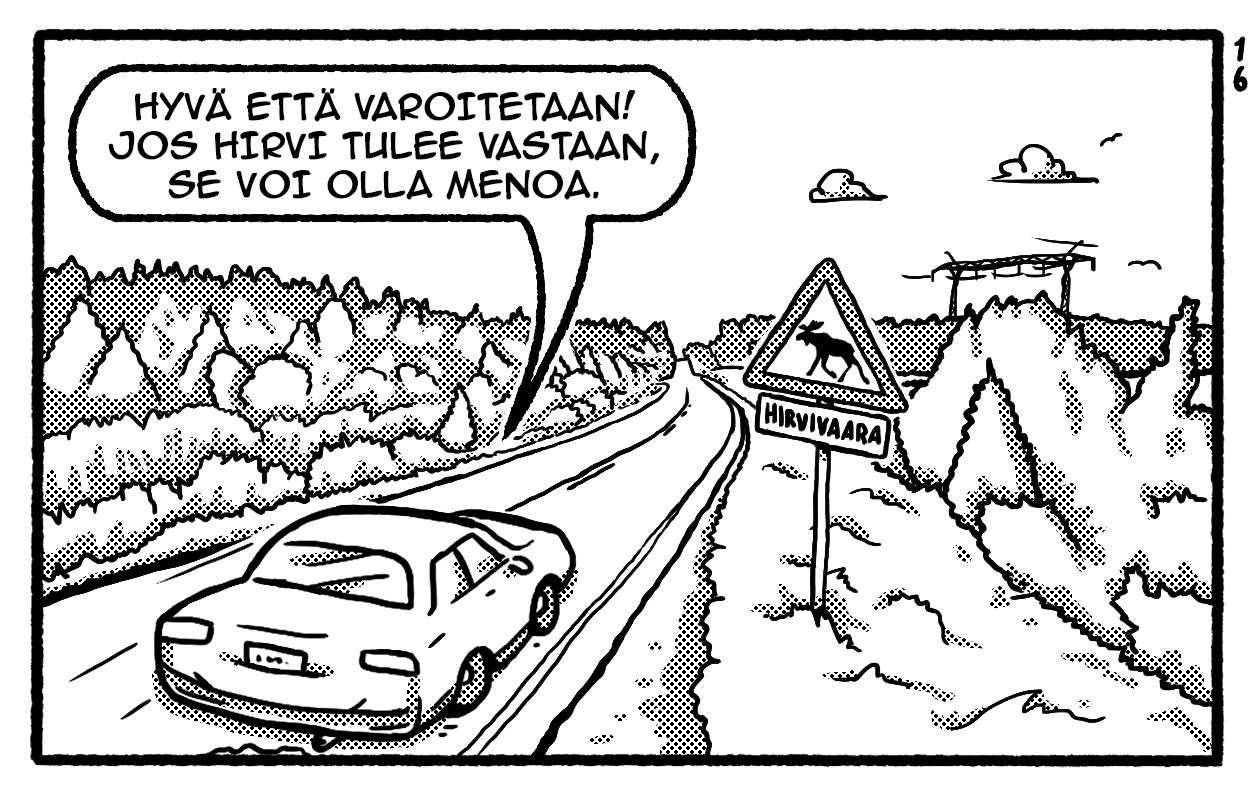 HYVÄ ETTÄ VAROITETAAN!
JOS HIRVI TULEE VASTAAN,
SE VOI OLLA MENOA.
HIRVIVAARA
16